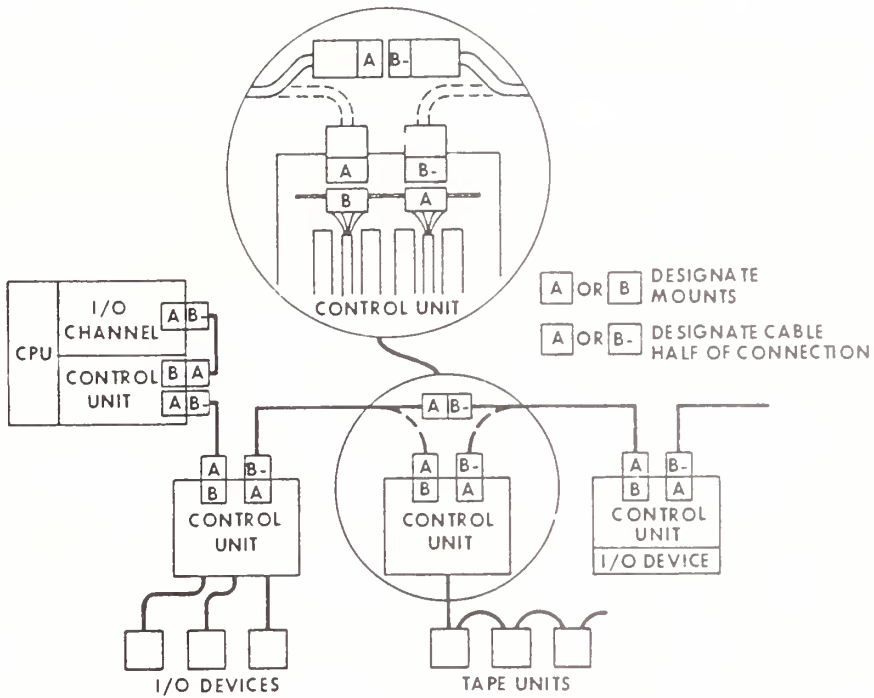 A B-
A B-
B A
CONTROL UNIT
A OR B DESIGNATE
MOUNTS
A OR B- DESIGNATE CABLE
HALF OF CONNECTION
CPU
I/O
CHANNEL
A B-
CONTROL
UNIT
B A
A B-
A B-
A B-
B A
CONTROL
UNIT
A B-
B A
CONTROL
UNIT
A B-
B A
CONTROL
UNIT
I/O DEVICE
I/O DEVICES
TAPE UNITS